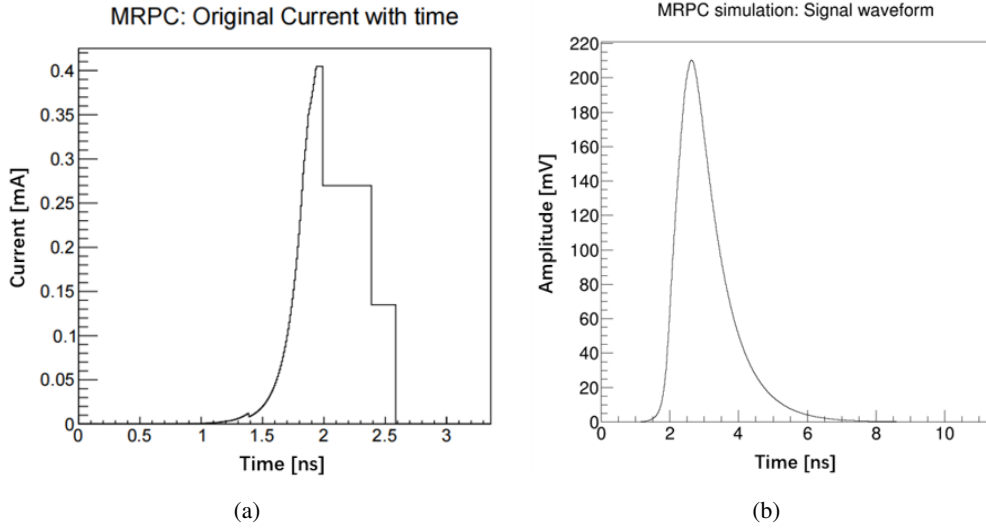 MRPC: Original Current with time
Current [mA]
0.4
0.35
0.3
0.25
0.2
0.15
0.1
0.05
0
0 0.5 1 1.5 2 2.5 3
Time [ns]
(a)
MRPC simulation: Signal waveform
Amplitude [mV]
220
200
180
160
140
120
100
80
60
40
20
0
0 2 4 6 8 10
Time [ns]
(b)